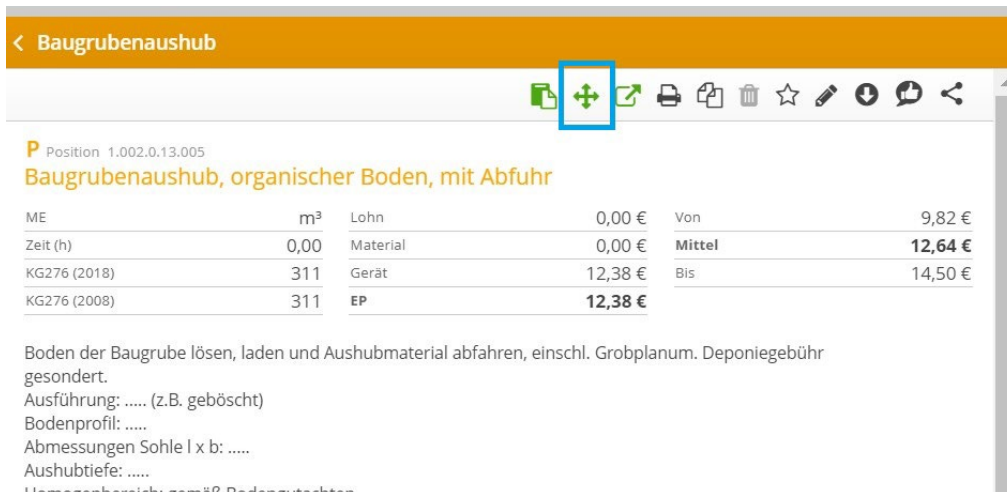 Baugrubenaushub
P Position 1.002.0.13.005
Baugrubenaushub, organischer Boden, mit Abfuhr
ME m³ Lohn 0,00 € Von 9,82 €
Zeit (h) 0,00 Material 0,00 € Mittel 12,64 €
KG276 (2018) 311 Gerät 12,38 € Bis 14,50 €
KG276 (2008) 311 EP 12,38 €
Boden der Baugrube lösen, laden und Aushubmaterial abfahren, einschl. Grobplanum. Deponiegebühr
gesondert.
Ausführung: ..... (z.B. geböscht)
Bodenprofil: .....
Abmessungen Sohle l x b: .....
Aushubtiefe: .....
Homogenbereich: gemäß Bodengutachten